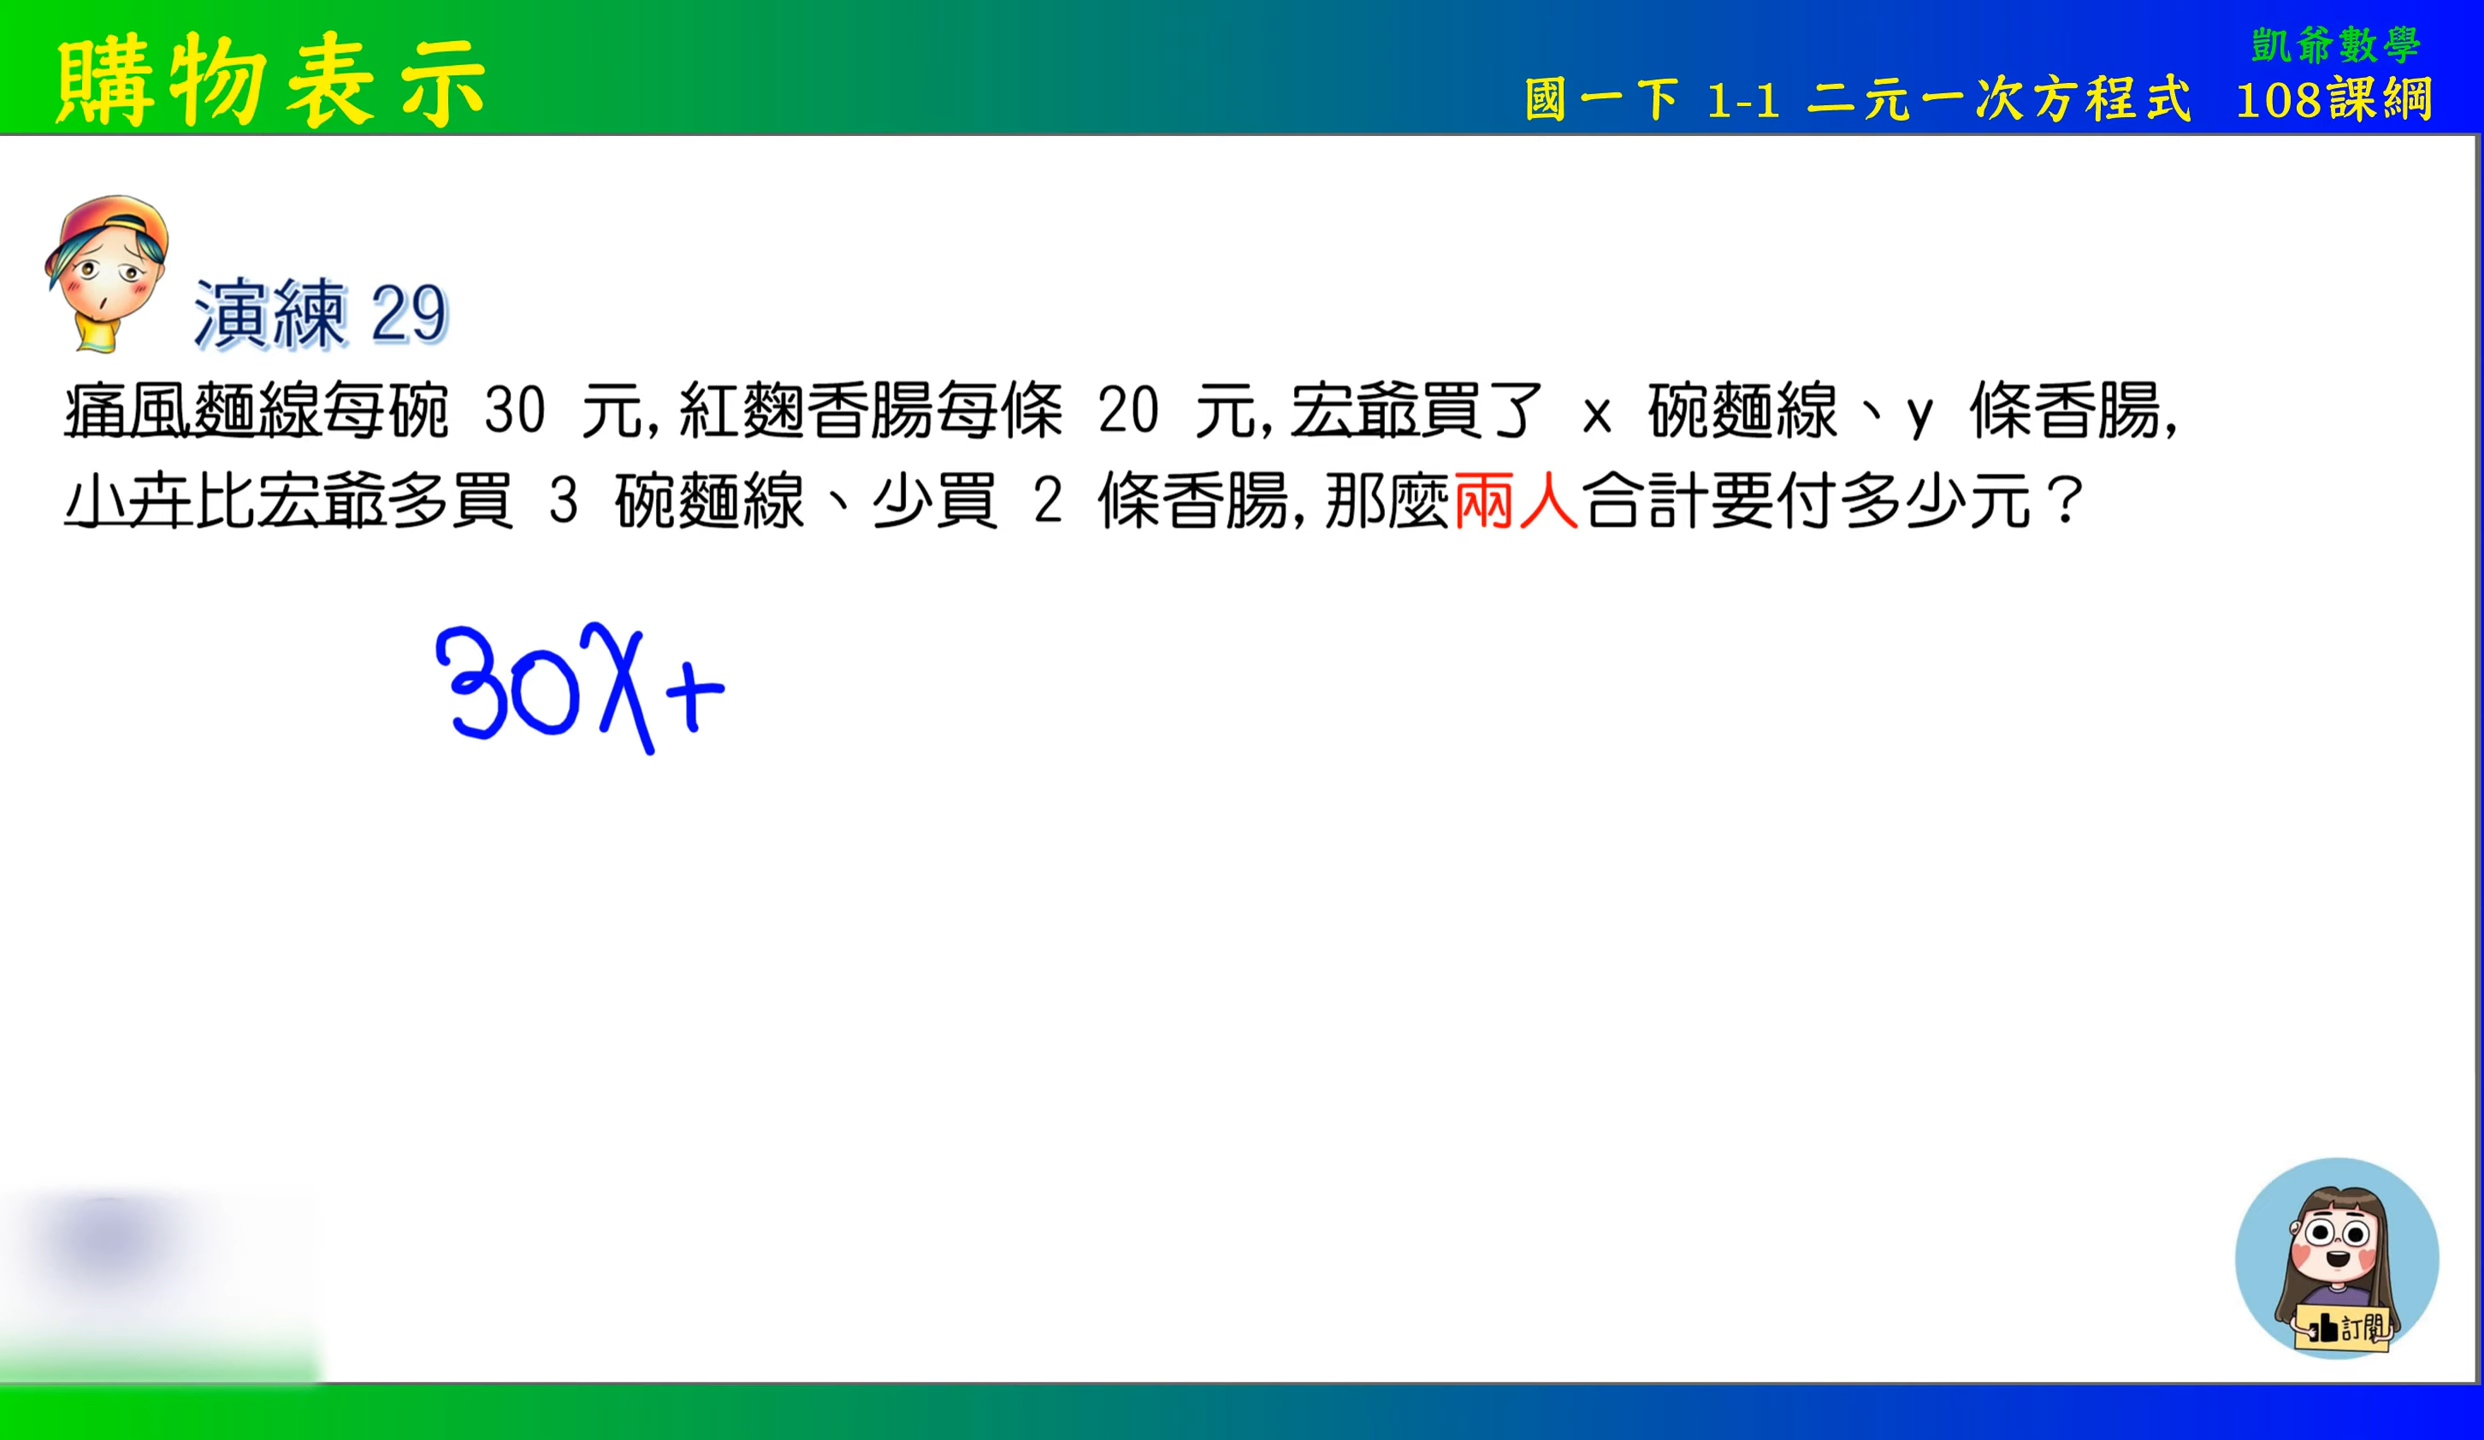 購物表示
凱爺數學
國一下 1-1 二元一次方程式 108課綱
演練 29
痛風麵線每碗 30 元,紅麴香腸每條 20 元,宏爺買了 x 碗麵線、y 條香腸,
小卉比宏爺多買 3 碗麵線、少買 2 條香腸,那麼兩人合計要付多少元？
30x+
訂閱